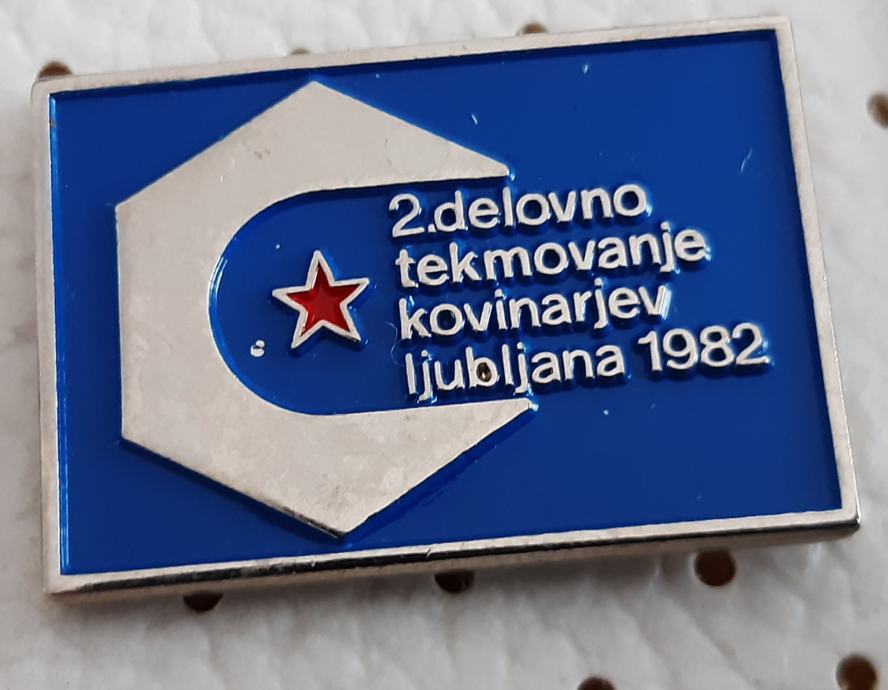 2.delovno
tekmovanje
kovinarjev
ljubljana 1982